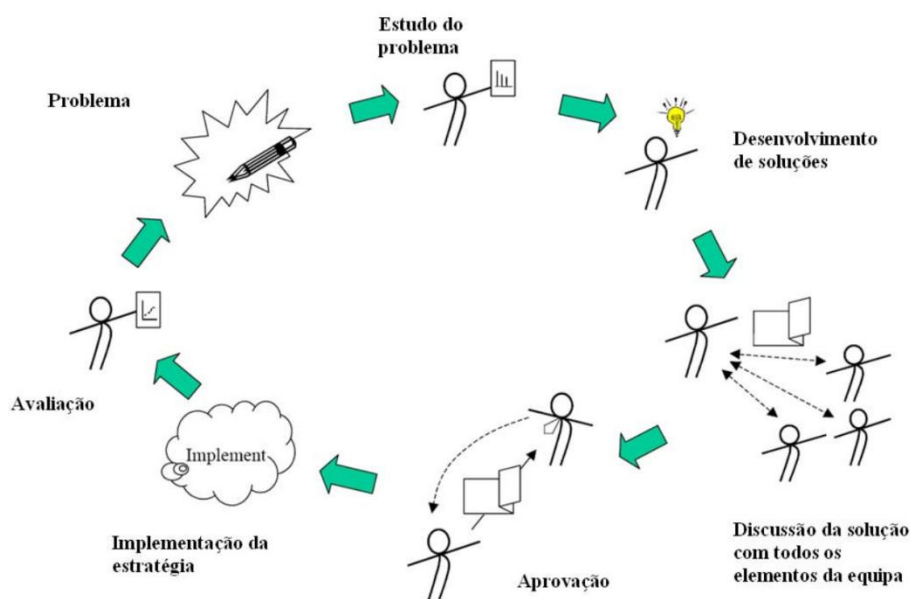 Estudo do
problema
Problema
Desenvolvimento
de soluções
Avaliação
Implement
Implementação da
estratégia
Aprovação
Discussão da solução
com todos os
elementos da equipa